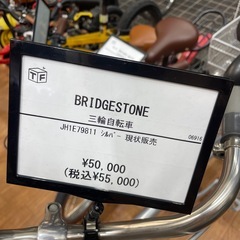 TF
BRIDGESTONE
三輪自転車
JH1E79811 ｼﾙﾊﾞｰ 現状販売
06916
¥50,000
(税込¥55,000)